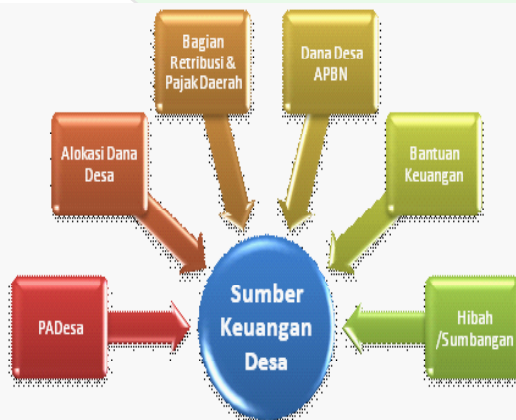 PADesa
Alokasi Dana
Desa
Bagian
Retribusi &
Pajak Daerah
Dana Desa
APBN
Bantuan
Keuangan
Hibah
/Sumbangan
Sumber
Keuangan
Desa